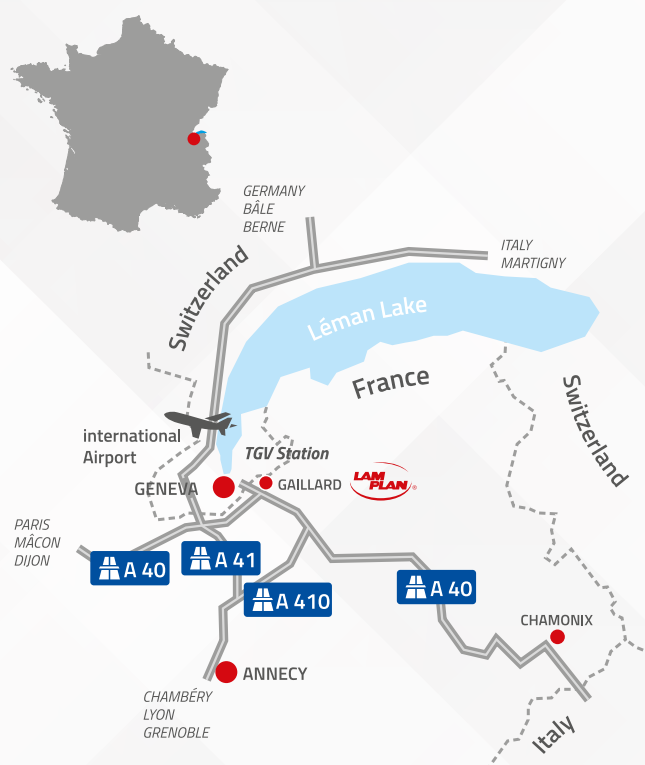 GERMANY
BÂLE
BERNE
ITALY
MARTIGNY
Switzerland
Léman Lake
France
Switzerland
international
Airport
TGV Station
GENEVA
GAILLARD
LAM
PLAN
®
PARIS
MÂCON
DIJON
A 40
A 41
A 410
A 40
CHAMONIX
ANNECY
CHAMBÉRY
LYON
GRENOBLE
Italy